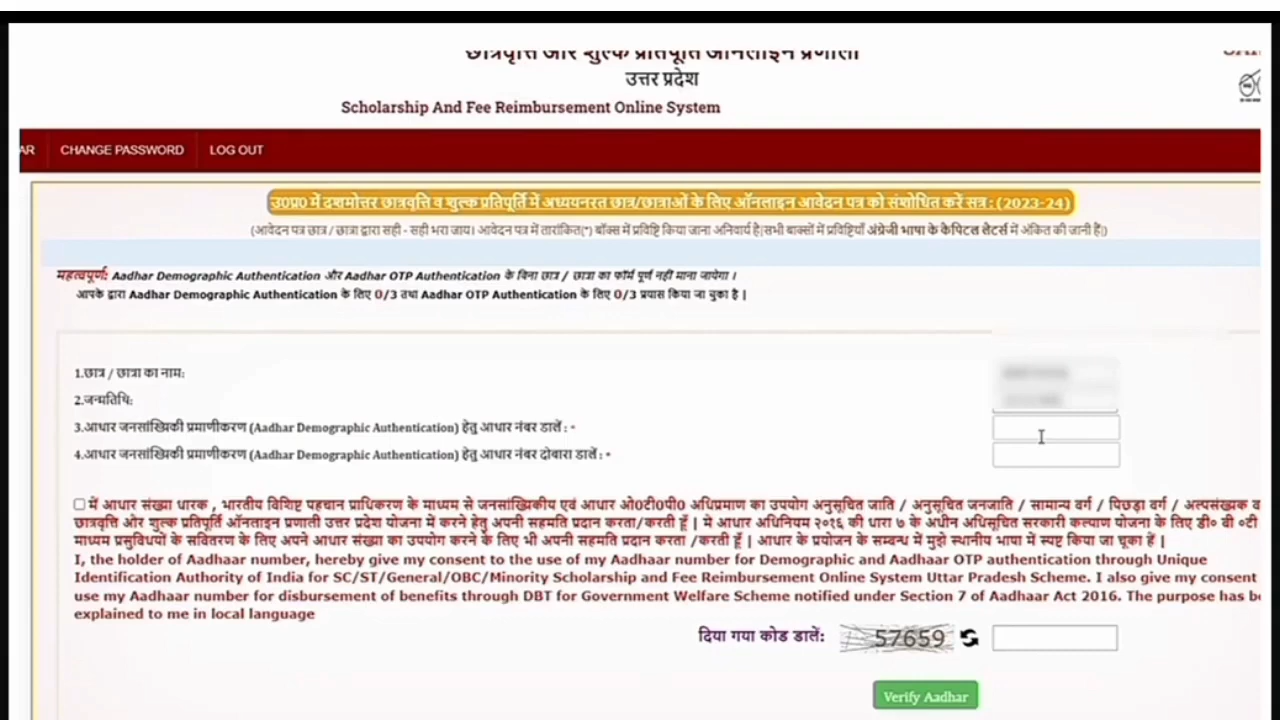 छात्रवृत्ति और शुल्क प्रतिपूर्ति ऑनलाइन प्रणाली
उत्तर प्रदेश
Scholarship And Fee Reimbursement Online System
AR CHANGE PASSWORD LOG OUT
उ0प्र0 में दशमोत्तर छात्रवृत्ति व शुल्क प्रतिपूर्ति में अध्ययनरत छात्र/छात्राओं के लिए ऑनलाइन आवेदन पत्र को संशोधित करें सत्र : (2023-24)
(आवेदन पत्र छात्र / छात्रा द्वारा सही - सही भरा जाय। आवेदन पत्र में तारांकित(*) बॉक्स में प्रविष्टि किया जाना अनिवार्य है|सभी बाक्सों में प्रविष्टियाँ अंग्रेजी भाषा के कैपिटल लेटर्स में अंकित की जानी हैं|)
महत्वपूर्ण: Aadhar Demographic Authentication और Aadhar OTP Authentication के बिना छात्र / छात्रा का फॉर्म पूर्ण नहीं माना जायेगा ।
आपके द्वारा Aadhar Demographic Authentication के लिए 0/3 तथा Aadhar OTP Authentication के लिए 0/3 प्रयास किया जा चुका है |
1.छात्र / छात्रा का नाम:
2.जन्मतिथि:
3.आधार जनसांख्यिकी प्रमाणीकरण (Aadhar Demographic Authentication) हेतु आधार नंबर डालें : *
4.आधार जनसांख्यिकी प्रमाणीकरण (Aadhar Demographic Authentication) हेतु आधार नंबर दोबारा डालें : *
में आधार संख्या धारक , भारतीय विशिष्ट पहचान प्राधिकरण के माध्यम से जनसांख्यिकीय एवं आधार ओ0टी0पी0 अधिप्रमाण का उपयोग अनुसूचित जाति / अनुसूचित जनजाति / सामान्य वर्ग / पिछड़ा वर्ग / अल्पसंख्यक व
छात्रवृत्ति ओर शुल्क प्रतिपूर्ति ऑनलाइन प्रणाली उत्तर प्रदेश योजना में करने हेतु अपनी सहमति प्रदान करता/करती हूँ | मे आधार अधिनियम २०१६ की धारा ७ के अधीन अधिसूचित सरकारी कल्याण योजना के लिए डी० बी ०टी
माध्यम प्रसुविधयों के सवितरण के लिए अपने आधार संख्या का उपयोग करने के लिए भी अपनी सहमति प्रदान करता /करती हूँ | आधार के प्रयोजन के सम्बन्ध में मुझे स्थानीय भाषा में स्पष्ट किया जा चूका हें |
I, the holder of Aadhaar number, hereby give my consent to the use of my Aadhaar number for Demographic and Aadhaar OTP authentication through Unique
Identification Authority of India for SC/ST/General/OBC/Minority Scholarship and Fee Reimbursement Online System Uttar Pradesh Scheme. I also give my consent
use my Aadhaar number for disbursement of benefits through DBT for Government Welfare Scheme notified under Section 7 of Aadhaar Act 2016. The purpose has be
explained to me in local language
दिया गया कोड डालें: 57659
Verify Aadhar